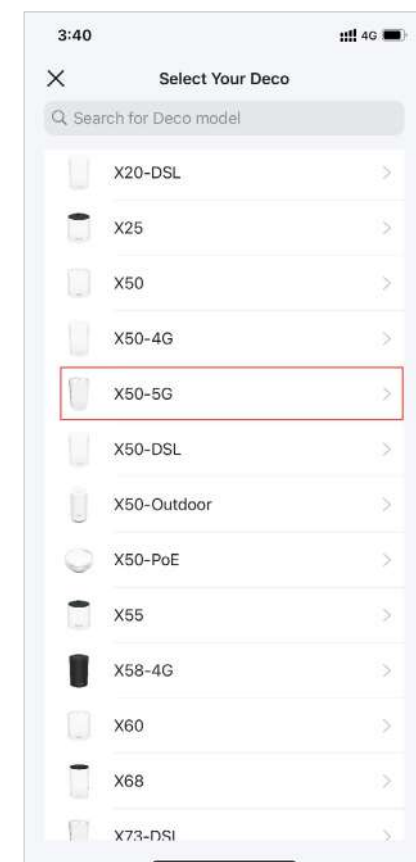 3:40
4G
Select Your Deco
Search for Deco model
X20-DSL
X25
X50
X50-4G
X50-5G
X50-DSL
X50-Outdoor
X50-PoE
X55
X58-4G
X60
X68
X73-DSL